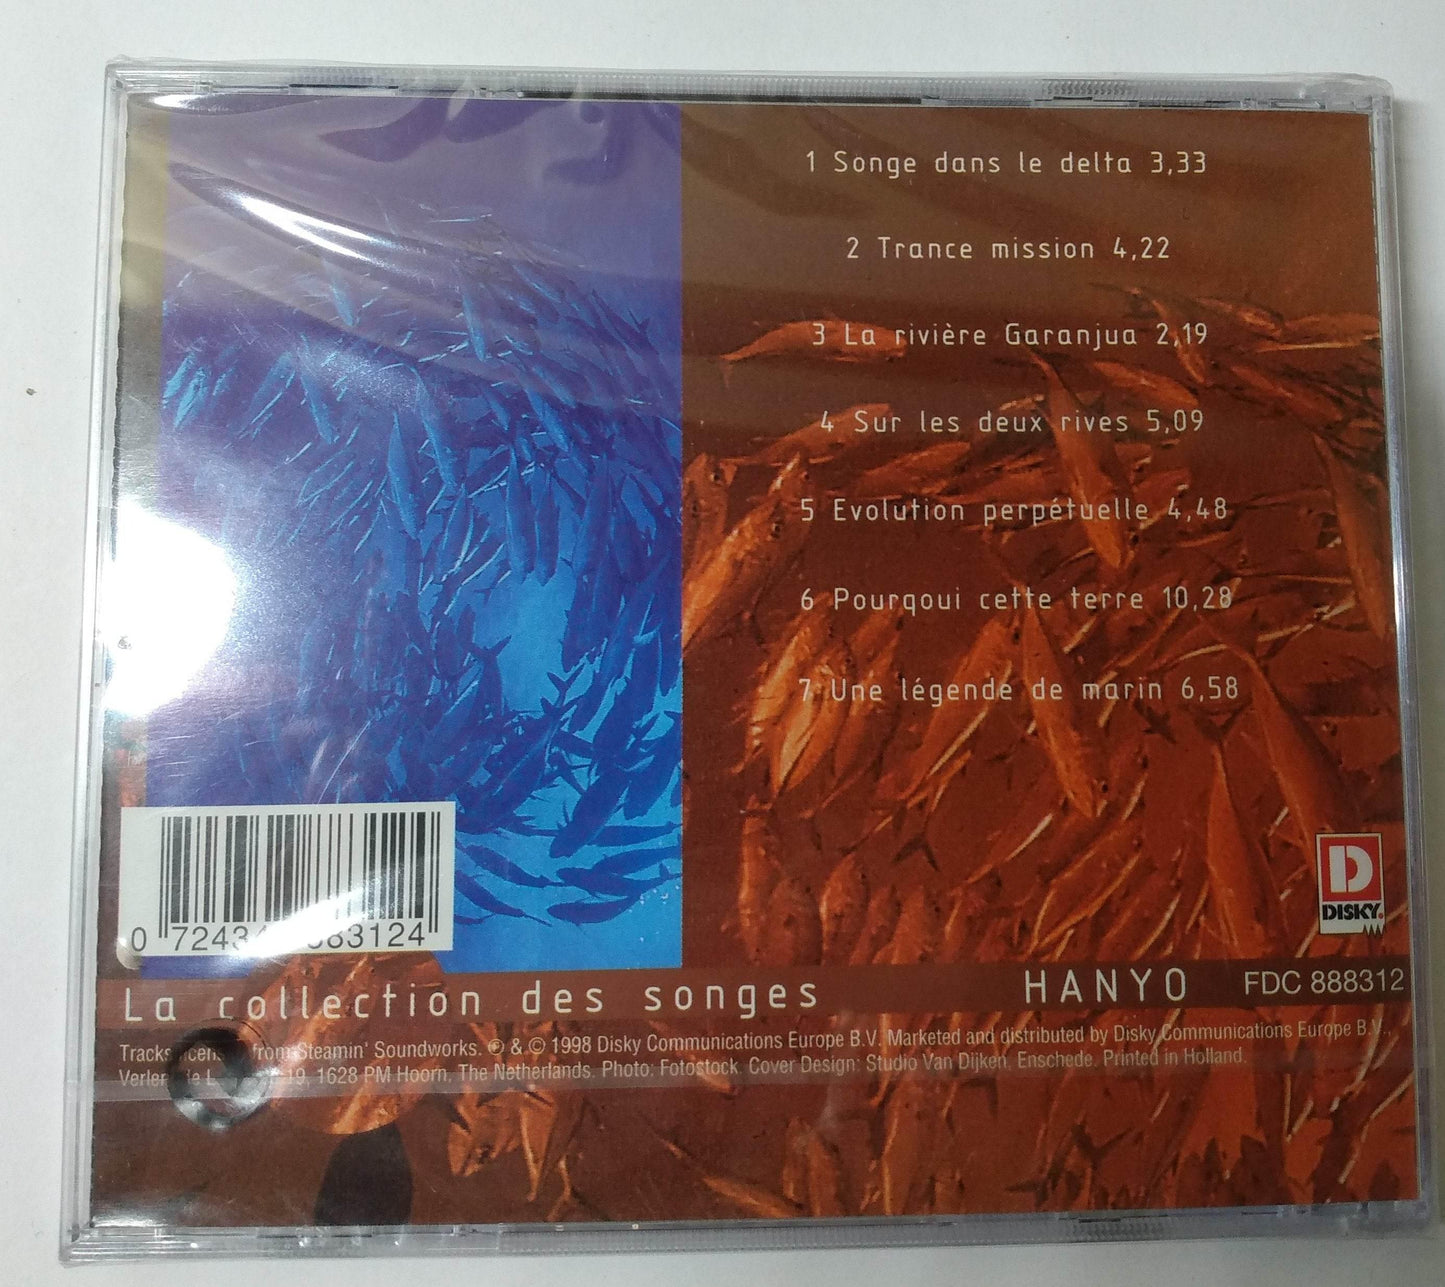 1 Songe dans le delta 3,33
2 Trance mission 4,22
3 La rivière Garanjua 2,19
4 Sur les deux rives 5,09
5 Evolution perpétuelle 4,48
6 Pourqoui cette terre 10,28
7 Une légende de marin 6,58
DISKY.
0
La collection des songes HANYO FDC 888312
from Steamin' Soundworks. ℗ & © 1998 Disky Communications Europe B.V. Marketed and distributed by Disky Communications Europe B.V.,
1628 PM Hoorn, The Netherlands. Photo: Fotostock. Cover Design: Studio Van Dijken, Enschede. Printed in Holland.